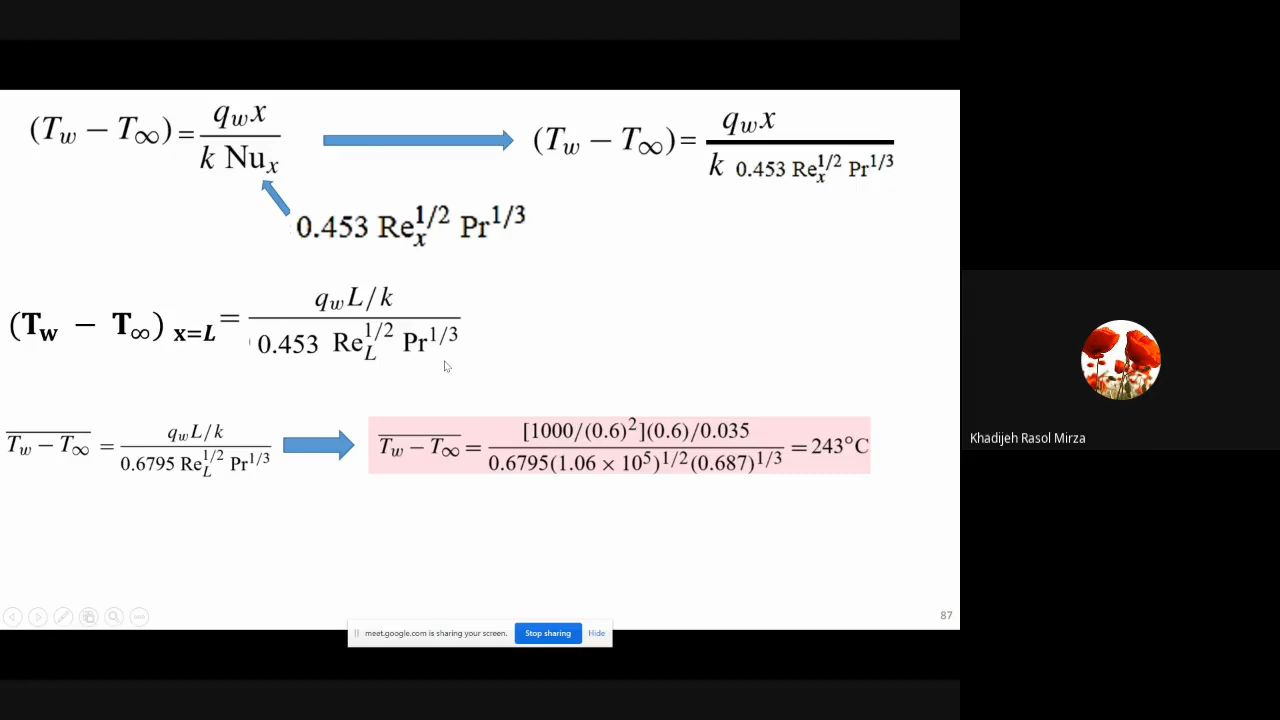 (T_w − T_∞) = q_w x / k Nu_x
(T_w − T_∞) = q_w x / k 0.453 Re_x^{1/2} Pr^{1/3}
0.453 Re_x^{1/2} Pr^{1/3}
(T_w − T_∞) _{x=L} = q_w L/k / 0.453 Re_L^{1/2} Pr^{1/3}
\overline{T_w − T_∞} = q_w L/k / 0.6795 Re_L^{1/2} Pr^{1/3}
\overline{T_w − T_∞} = [1000/(0.6)^2](0.6)/0.035 / 0.6795(1.06 × 10^5)^{1/2}(0.687)^{1/3} = 243°C
Khadijeh Rasol Mirza
87
meet.google.com is sharing your screen. Stop sharing Hide